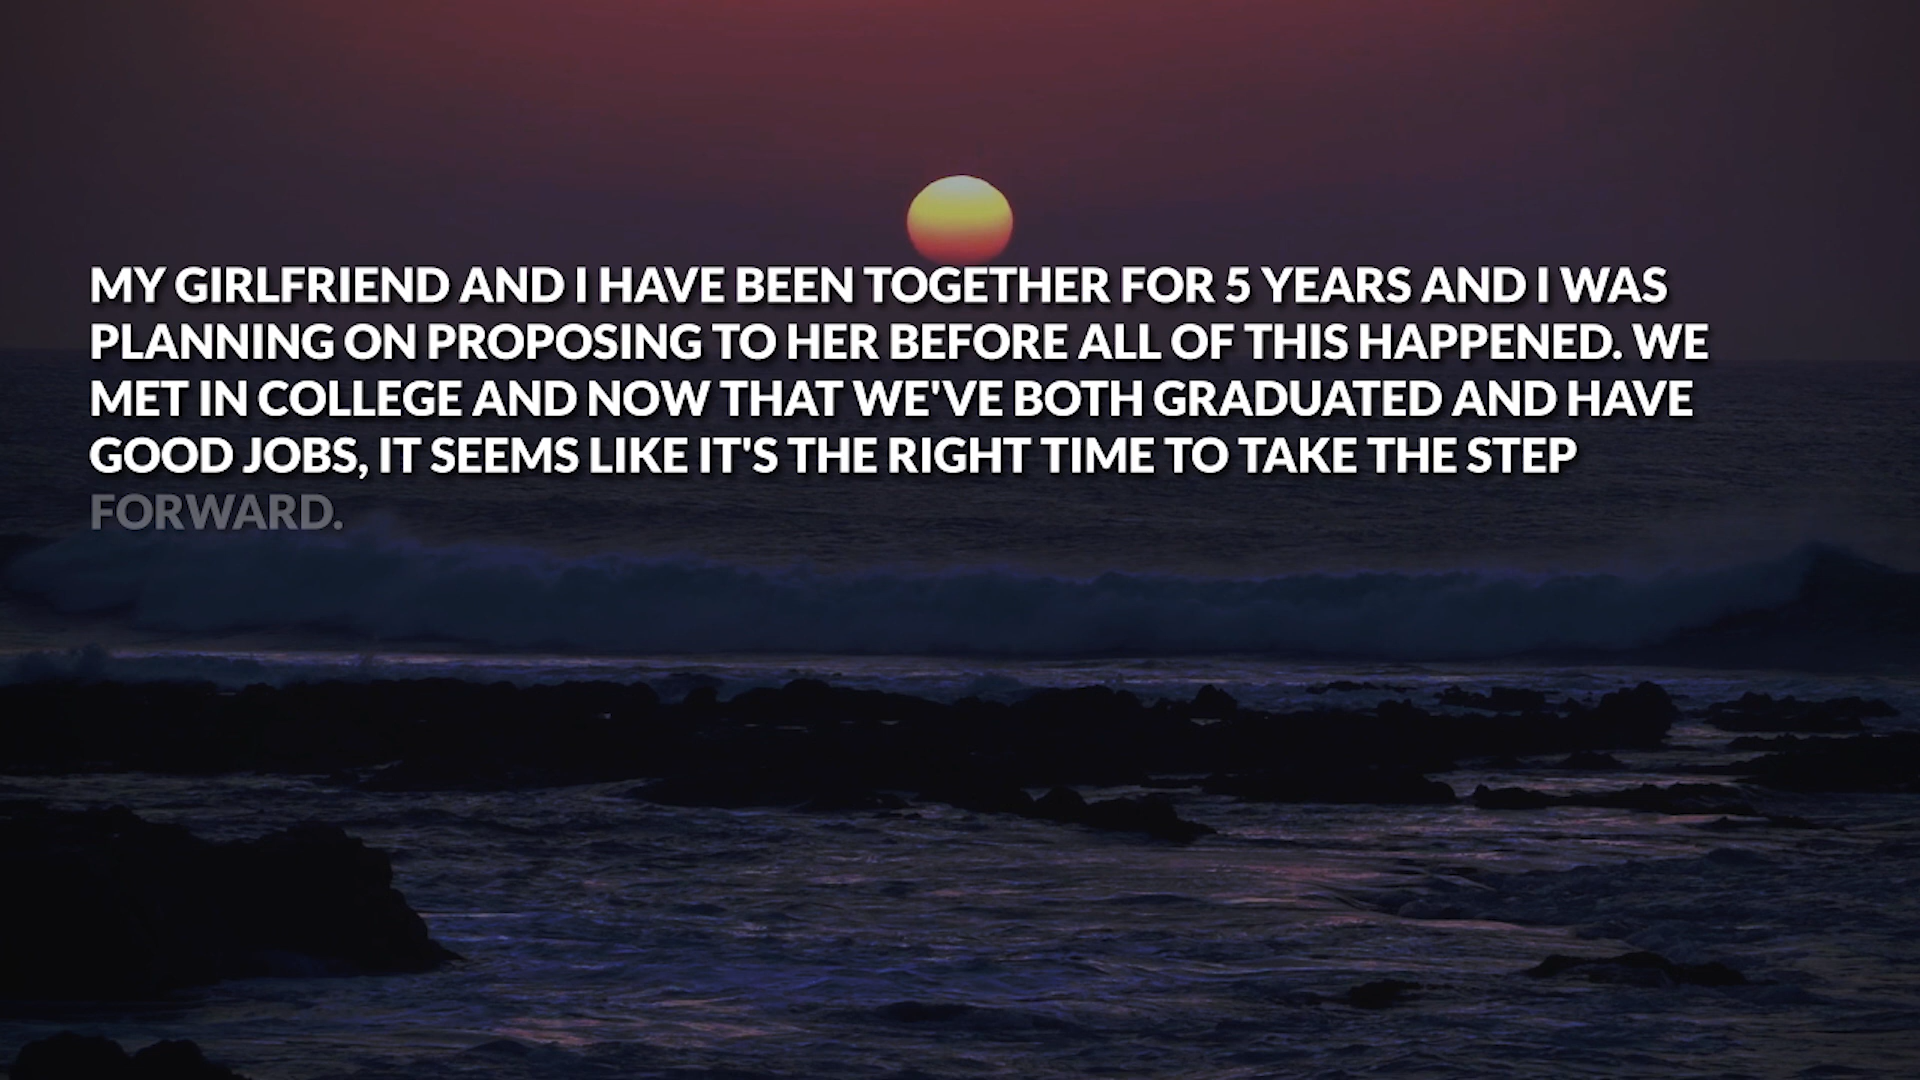 MY GIRLFRIEND AND I HAVE BEEN TOGETHER FOR 5 YEARS AND I WAS
PLANNING ON PROPOSING TO HER BEFORE ALL OF THIS HAPPENED. WE
MET IN COLLEGE AND NOW THAT WE'VE BOTH GRADUATED AND HAVE
GOOD JOBS, IT SEEMS LIKE IT'S THE RIGHT TIME TO TAKE THE STEP
FORWARD.